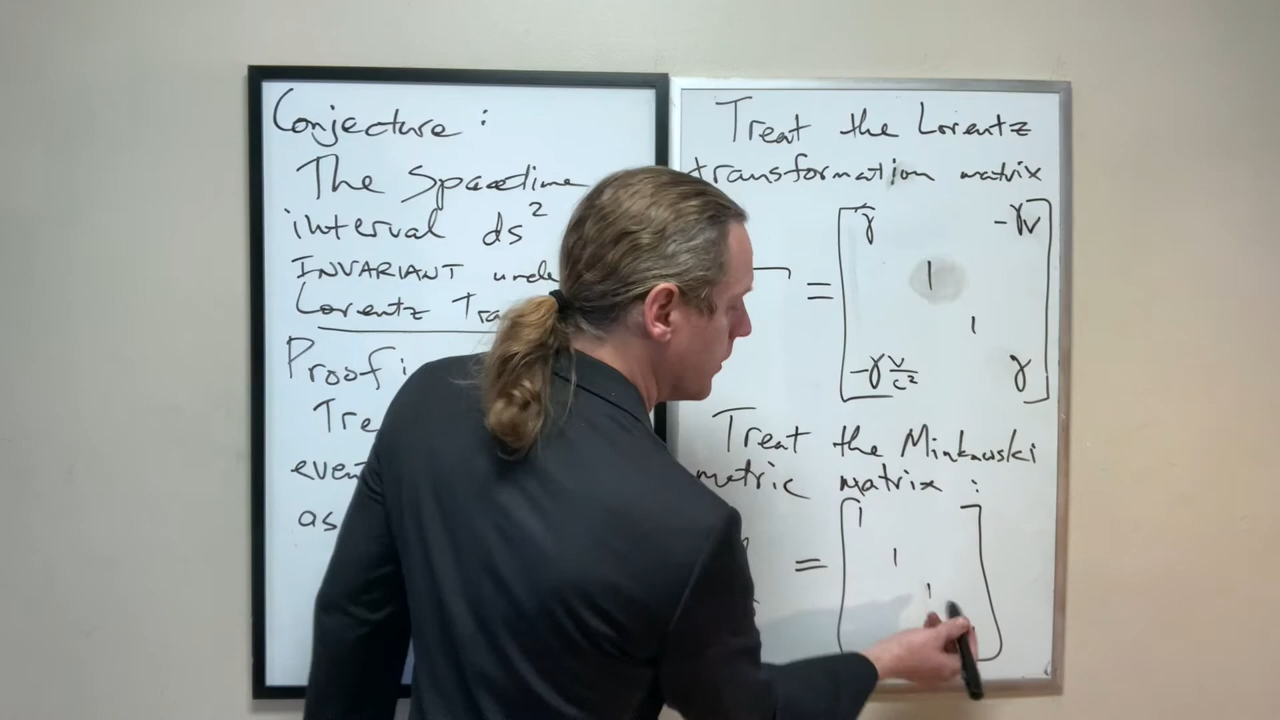 Conjecture :
The Spacetime
interval ds²
INVARIANT unde
Lorentz Tra
Proof :
Tre
even
as
Treat the Lorentz
transformation matrix
= [ γ -γv
1
1
-γ v/c² γ ]
Treat the Minkowski
metric matrix :
= [ 1
1
1
]